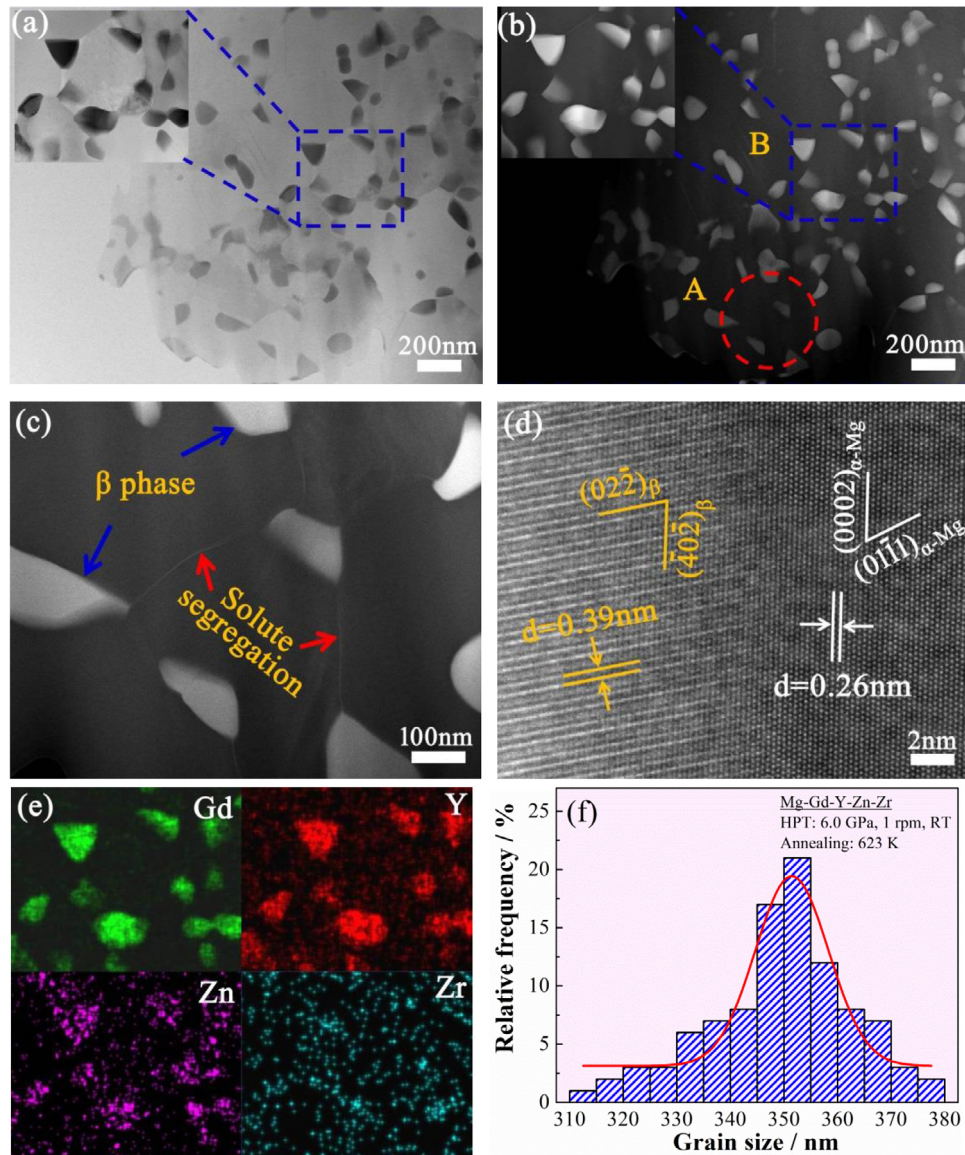 (a)
200nm
(b)
B
A
200nm
(c)
β phase
Solute
segregation
100nm
(d)
(022̄)β
(4̄02̄)β
d=0.39nm
(0002)α-Mg
(011̄1)α-Mg
d=0.26nm
2nm
(e)
Gd
Y
Zn
Zr
(f)
Mg-Gd-Y-Zn-Zr
HPT: 6.0 GPa, 1 rpm, RT
Annealing: 623 K
Relative frequency / %
25
20
15
10
5
0
310 320 330 340 350 360 370 380
Grain size / nm